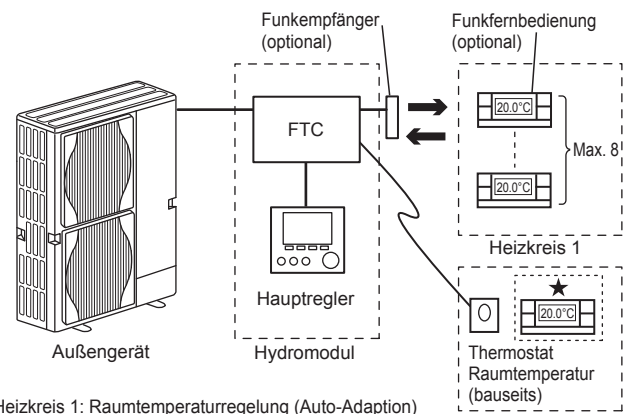 Funkempfänger
(optional)
Funkfernbedienung
(optional)
FTC
20.0°C
Max. 8
20.0°C
Heizkreis 1
Hauptregler
20.0°C
Außengerät
Hydromodul
Thermostat
Raumtemperatur
(bauseits)
Heizkreis 1: Raumtemperaturregelung (Auto-Adaption)